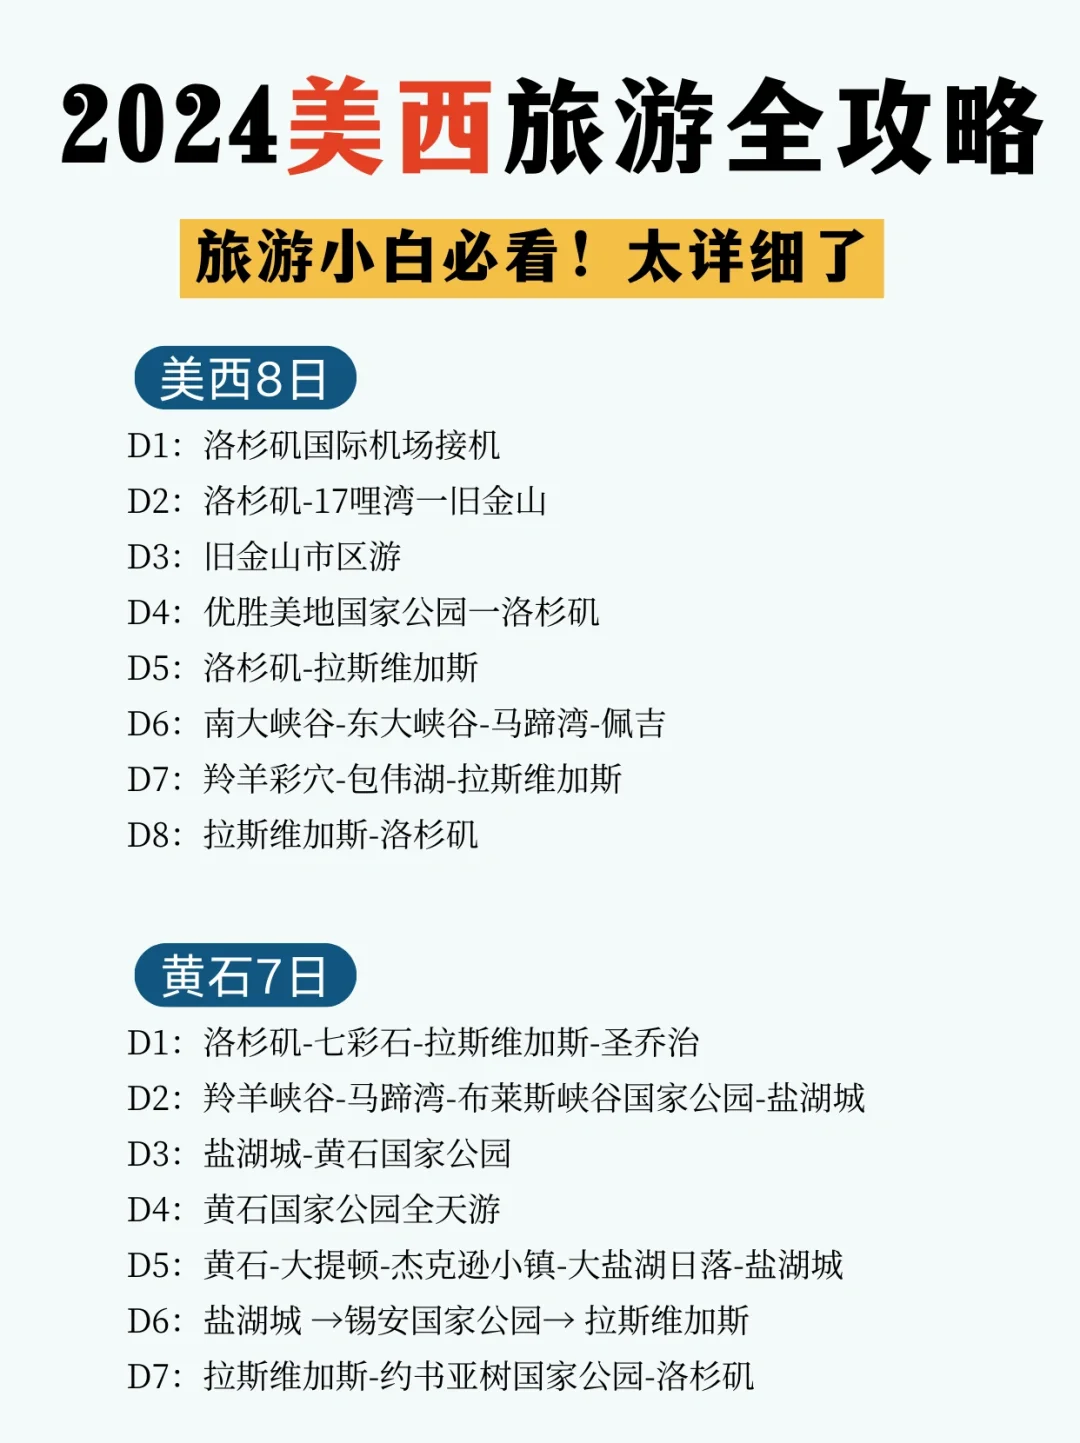 2024美西旅游全攻略
旅游小白必看！太详细了
美西8日
D1：洛杉矶国际机场接机
D2：洛杉矶-17哩湾一旧金山
D3：旧金山市区游
D4：优胜美地国家公园一洛杉矶
D5：洛杉矶-拉斯维加斯
D6：南大峡谷-东大峡谷-马蹄湾-佩吉
D7：羚羊彩穴-包伟湖-拉斯维加斯
D8：拉斯维加斯-洛杉矶
黄石7日
D1：洛杉矶-七彩石-拉斯维加斯-圣乔治
D2：羚羊峡谷-马蹄湾-布莱斯峡谷国家公园-盐湖城
D3：盐湖城-黄石国家公园
D4：黄石国家公园全天游
D5：黄石-大提顿-杰克逊小镇-大盐湖日落-盐湖城
D6：盐湖城 →锡安国家公园→ 拉斯维加斯
D7：拉斯维加斯-约书亚树国家公园-洛杉矶